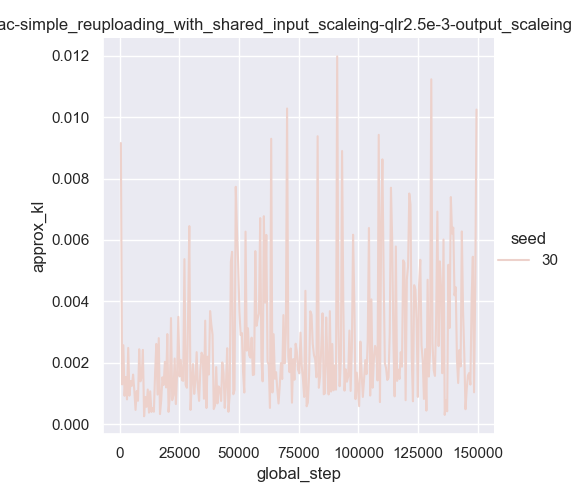 ac-simple_reuploading_with_shared_input_scaleing-qlr2.5e-3-output_scaleing
0.012
0.010
0.008
0.006
0.004
0.002
0.000
approx_kl
0 25000 50000 75000 100000 125000 150000
global_step
seed
30